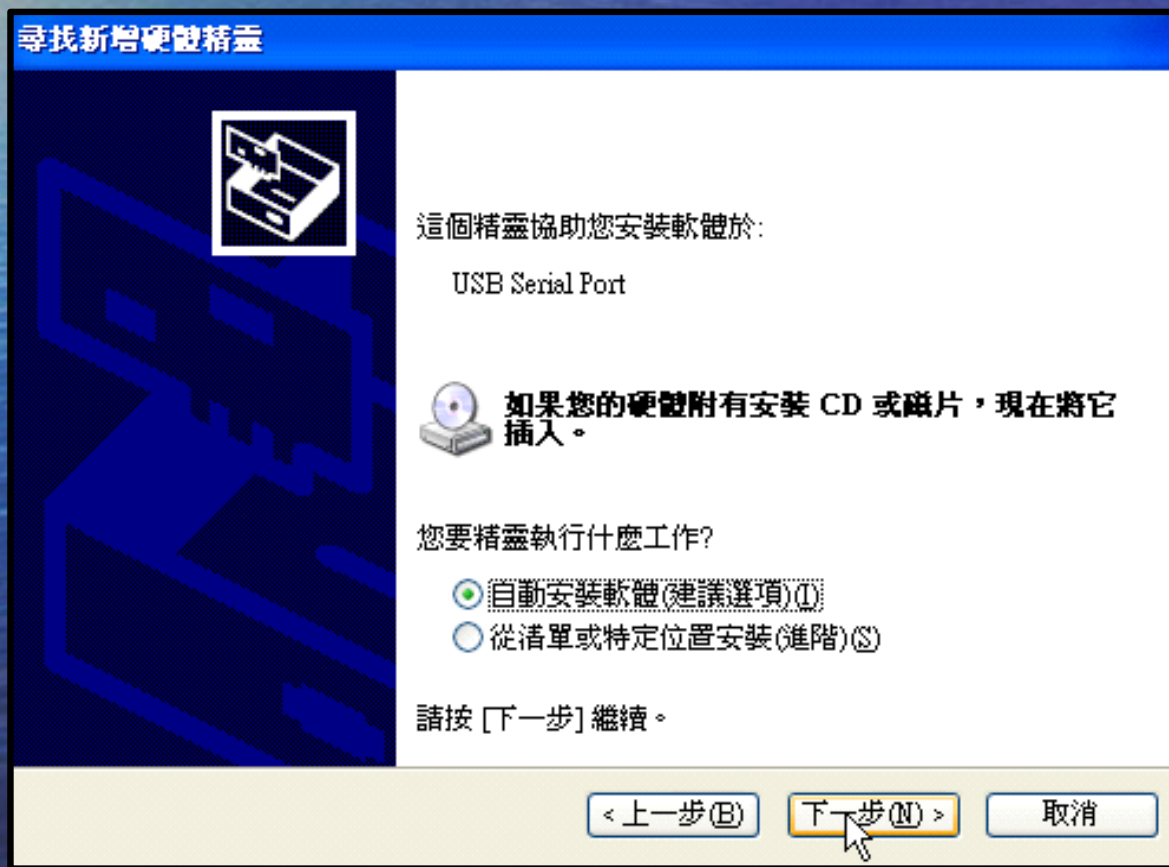 尋找新增硬體精靈
這個精靈協助您安裝軟體於:
USB Serial Port
如果您的硬體附有安裝 CD 或磁片，現在將它
插入。
您要精靈執行什麼工作?
自動安裝軟體(建議選項)(I)
從清單或特定位置安裝(進階)(S)
請按 [下一步] 繼續。
< 上一步(B)
下一步(N) >
取消